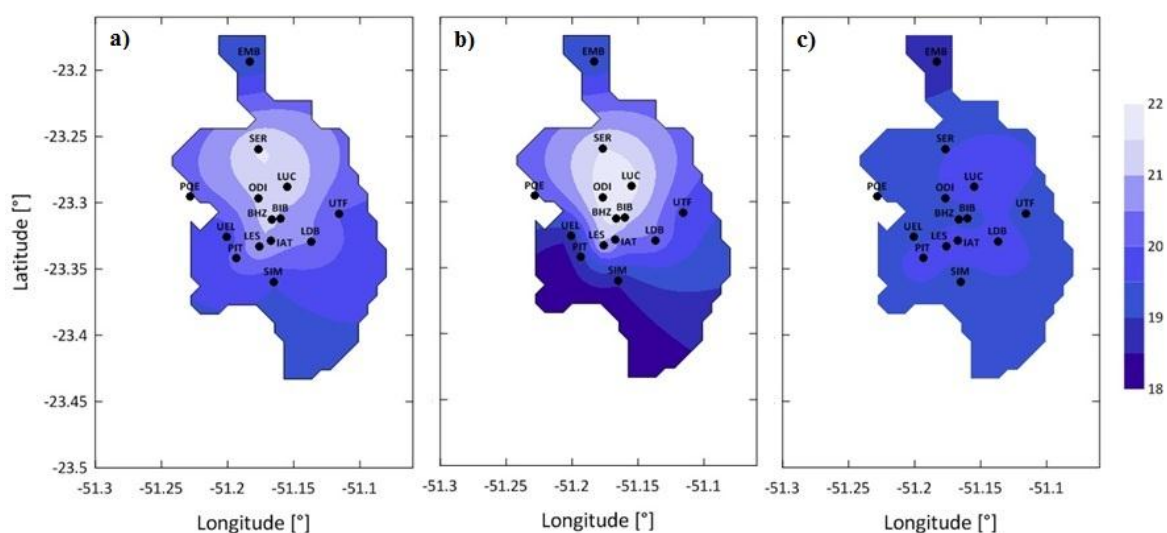 a)
EMB
SER
LUC
PQE
ODI
BIB
UTF
BHZ
UEL
LES
IAT
LDB
PIT
SIM
b)
EMB
SER
LUC
PQE
ODI
BIB
UTF
BHZ
UEL
LES
IAT
LDB
PIT
SIM
c)
EMB
SER
LUC
PQE
ODI
BIB
UTF
BHZ
UEL
LES
IAT
LDB
PIT
SIM
Latitude [°]
-23.2
-23.25
-23.3
-23.35
-23.4
-23.45
-23.5
-51.3 -51.25 -51.2 -51.15 -51.1
-51.3 -51.25 -51.2 -51.15 -51.1
-51.3 -51.25 -51.2 -51.15 -51.1
Longitude [°]
Longitude [°]
Longitude [°]
22
21
20
19
18